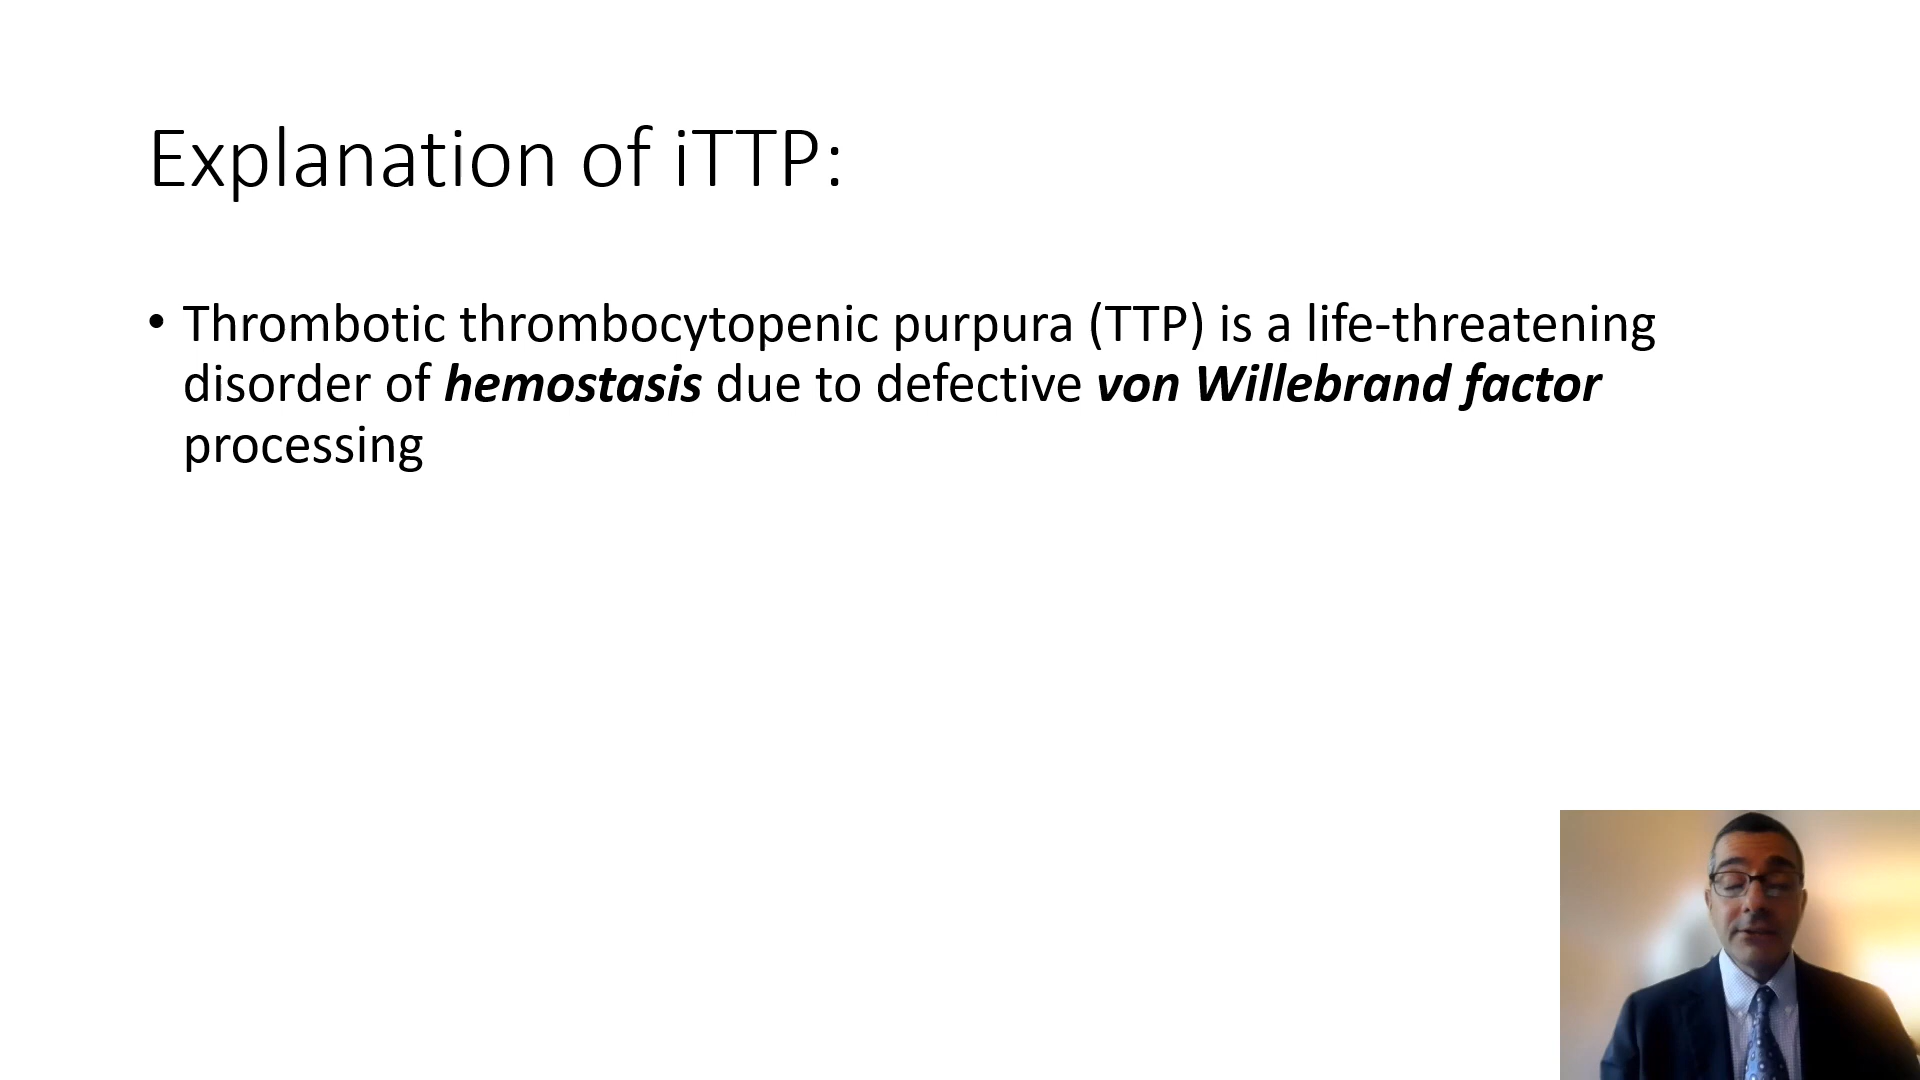 Explanation of iTTP:
• Thrombotic thrombocytopenic purpura (TTP) is a life-threatening
disorder of hemostasis due to defective von Willebrand factor
processing